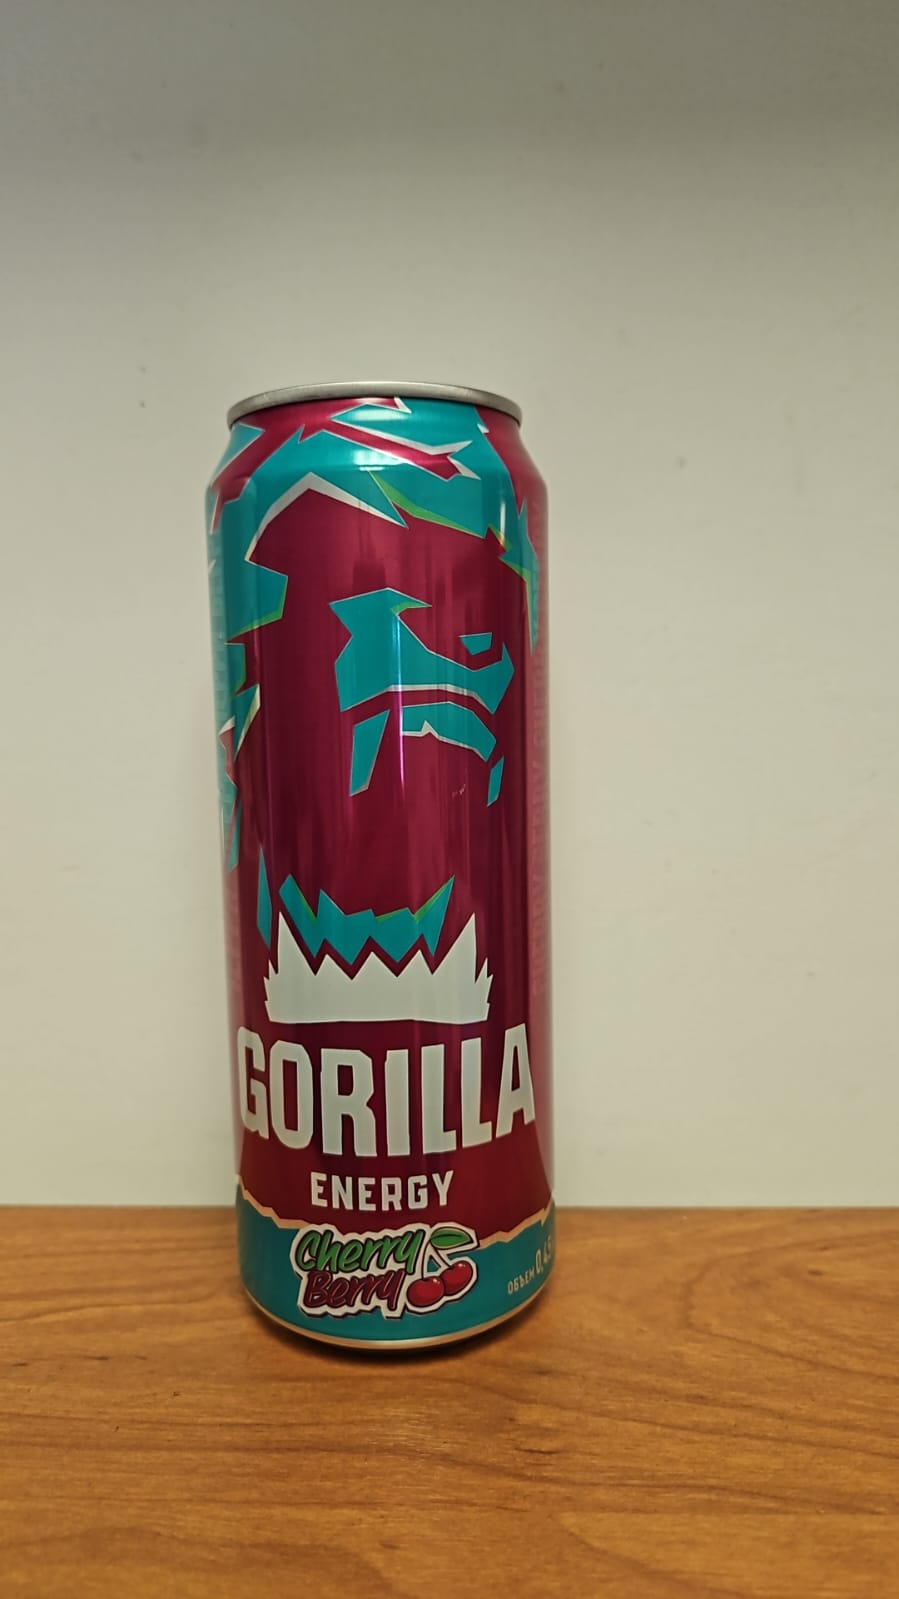 GORILLA
ENERGY
Cherry
Berry
ОБЪЕМ 0,45